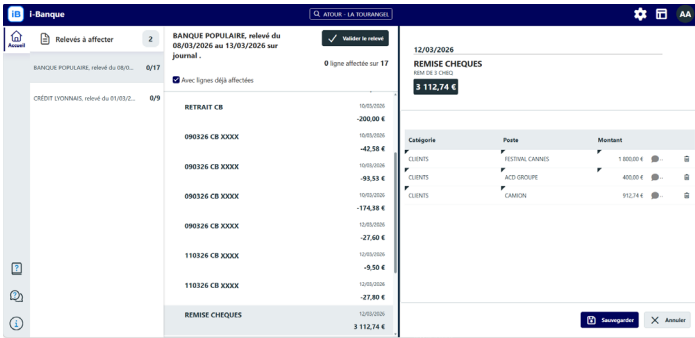 iB i-Banque
ATOUR - LA TOURANGEL
AA
Accueil
Relevés à affecter 2
BANQUE POPULAIRE, relevé du 08/0... 0/17
CRÉDIT LYONNAIS, relevé du 01/03/2... 0/9
BANQUE POPULAIRE, relevé du
08/03/2026 au 13/03/2026 sur
journal .
Valider le relevé
0 ligne affectée sur 17
Avec lignes déjà affectées
RETRAIT CB 10/03/2026
-200,00 €
090326 CB XXXX 10/03/2026
-42,58 €
090326 CB XXXX 10/03/2026
-93,53 €
090326 CB XXXX 10/03/2026
-174,38 €
090326 CB XXXX 12/03/2026
-27,60 €
110326 CB XXXX 12/03/2026
-9,50 €
110326 CB XXXX 12/03/2026
-27,80 €
REMISE CHEQUES 12/03/2026
3 112,74 €
12/03/2026
REMISE CHEQUES
REM DE 3 CHEQ
3 112,74 €
Catégorie Poste Montant
CLIENTS FESTIVAL CANNES 1 800,00 €
CLIENTS ACD GROUPE 400,00 €
CLIENTS CAMION 912,74 €
Sauvegarder Annuler